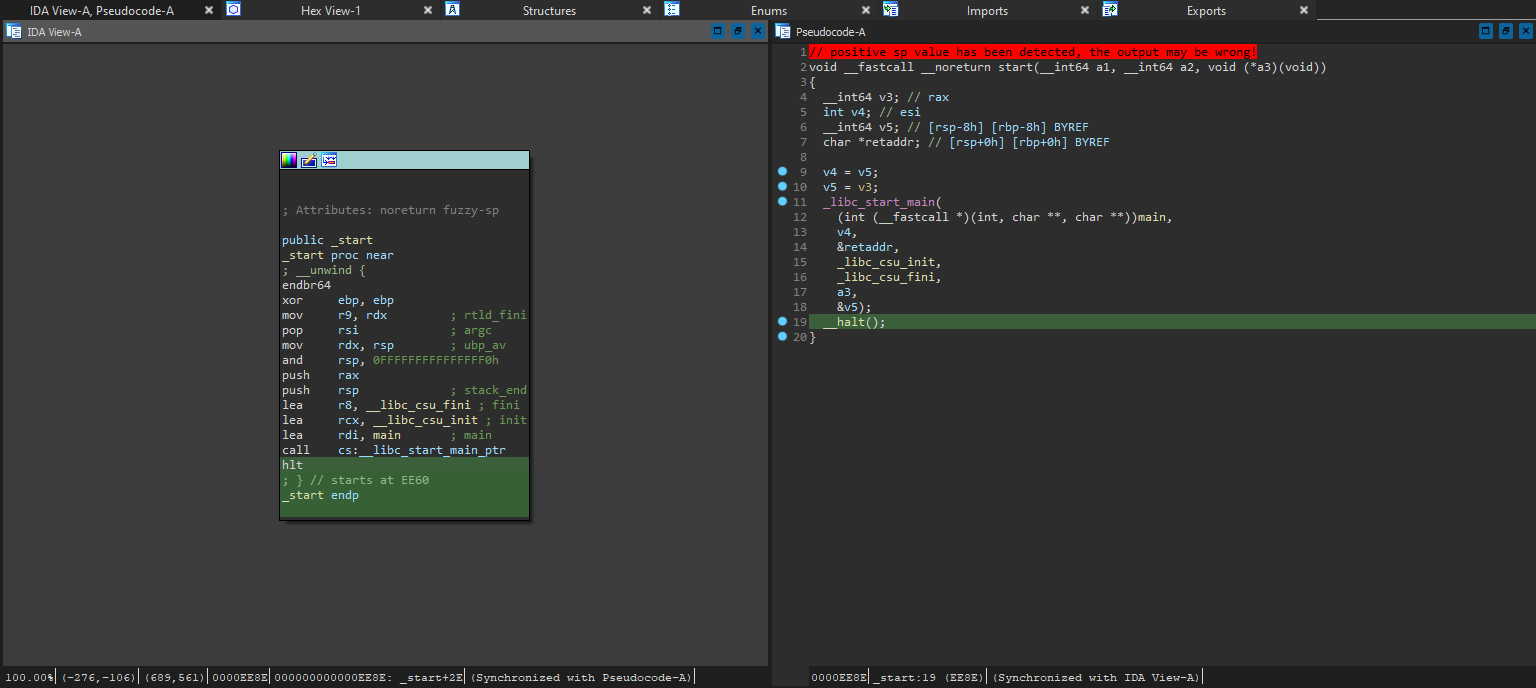 IDA View-A, Pseudocode-A
Hex View-1
Structures
Enums
Imports
Exports
IDA View-A
; Attributes: noreturn fuzzy-sp
public _start
_start proc near
; __unwind {
endbr64
xor ebp, ebp
mov r9, rdx ; rtld_fini
pop rsi ; argc
mov rdx, rsp ; ubp_av
and rsp, 0FFFFFFFFFFFFFFF0h
push rax
push rsp ; stack_end
lea r8, __libc_csu_fini ; fini
lea rcx, __libc_csu_init ; init
lea rdi, main ; main
call cs:__libc_start_main_ptr
hlt
; } // starts at EE60
_start endp
100.00% (-276,-106) (689,561) 0000EE8E 000000000000EE8E: _start+2E (Synchronized with Pseudocode-A)
Pseudocode-A
1 // positive sp value has been detected, the output may be wrong!
2 void __fastcall __noreturn start(__int64 a1, __int64 a2, void (*a3)(void))
3 {
4 __int64 v3; // rax
5 int v4; // esi
6 __int64 v5; // [rsp-8h] [rbp-8h] BYREF
7 char *retaddr; // [rsp+0h] [rbp+0h] BYREF
8
9 v4 = v5;
10 v5 = v3;
11 _libc_start_main(
12 (int (__fastcall *)(int, char **, char **))main,
13 v4,
14 &retaddr,
15 _libc_csu_init,
16 _libc_csu_fini,
17 a3,
18 &v5);
19 __halt();
20 }
0000EE8E _start:19 (EE8E) (Synchronized with IDA View-A)